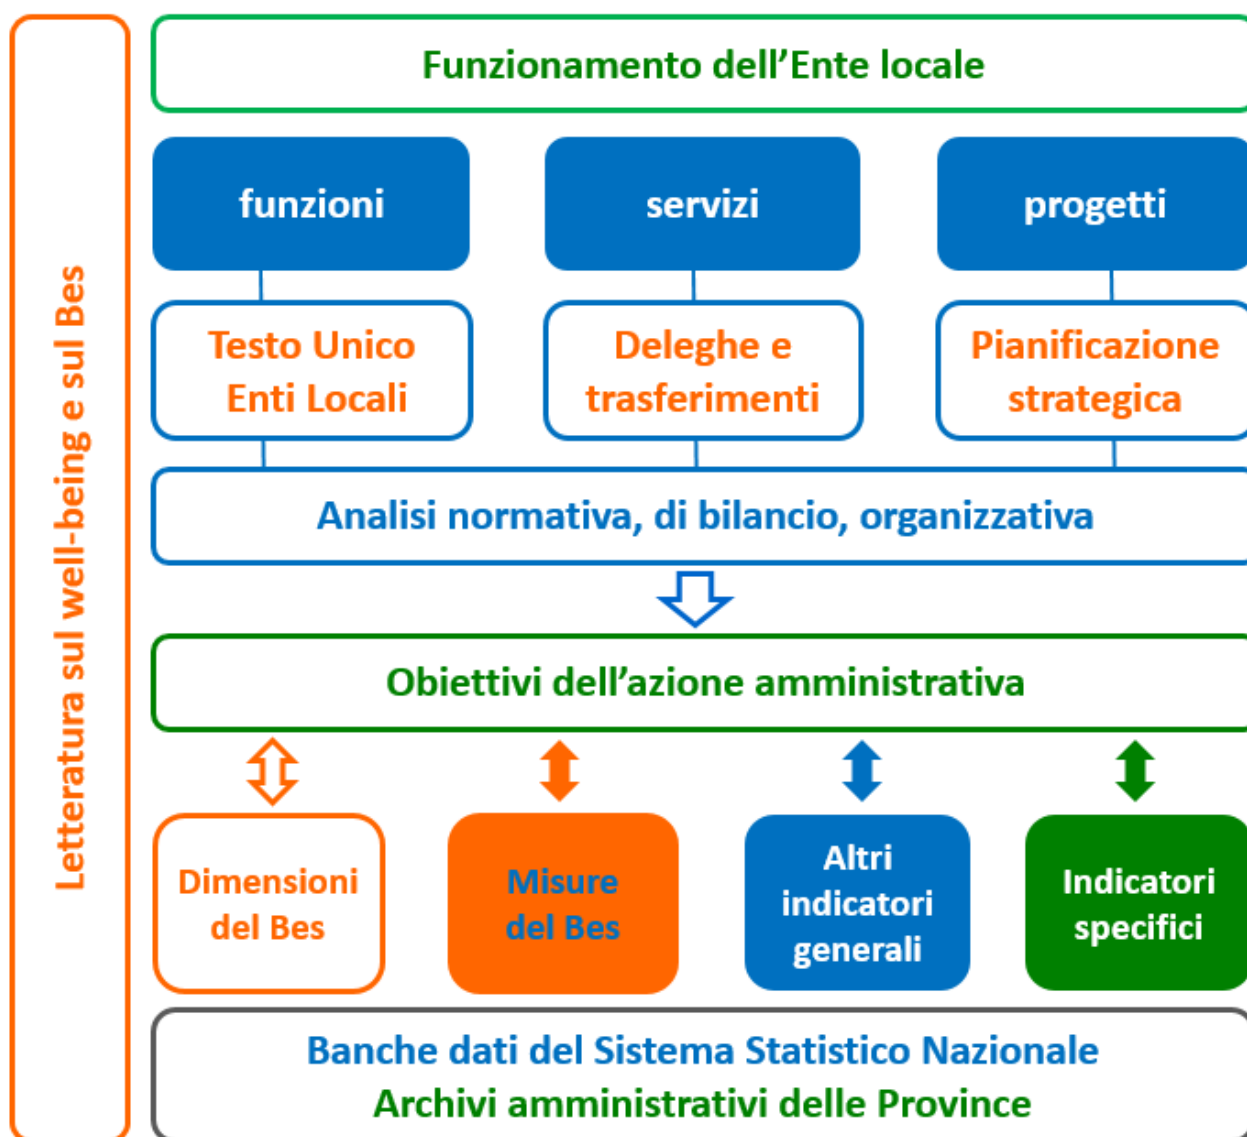 Letteratura sul well-being e sul Bes
Funzionamento dell’Ente locale
funzioni
servizi
progetti
Testo Unico
Enti Locali
Deleghe e
trasferimenti
Pianificazione
strategica
Analisi normativa, di bilancio, organizzativa
Obiettivi dell’azione amministrativa
Dimensioni
del Bes
Misure
del Bes
Altri
indicatori
generali
Indicatori
specifici
Banche dati del Sistema Statistico Nazionale
Archivi amministrativi delle Province